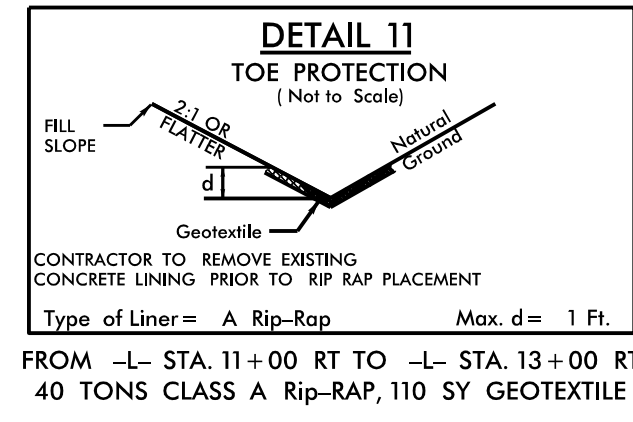 DETAIL 11
TOE PROTECTION
( Not to Scale)
FILL
SLOPE
2:1 OR
FLATTER
Natural
Ground
d
Geotextile
CONTRACTOR TO REMOVE EXISTING
CONCRETE LINING PRIOR TO RIP RAP PLACEMENT
Type of Liner= A Rip-Rap Max. d= 1 Ft.
FROM -L- STA. 11+00 RT TO -L- STA. 13+00 RT
40 TONS CLASS A Rip-RAP, 110 SY GEOTEXTILE